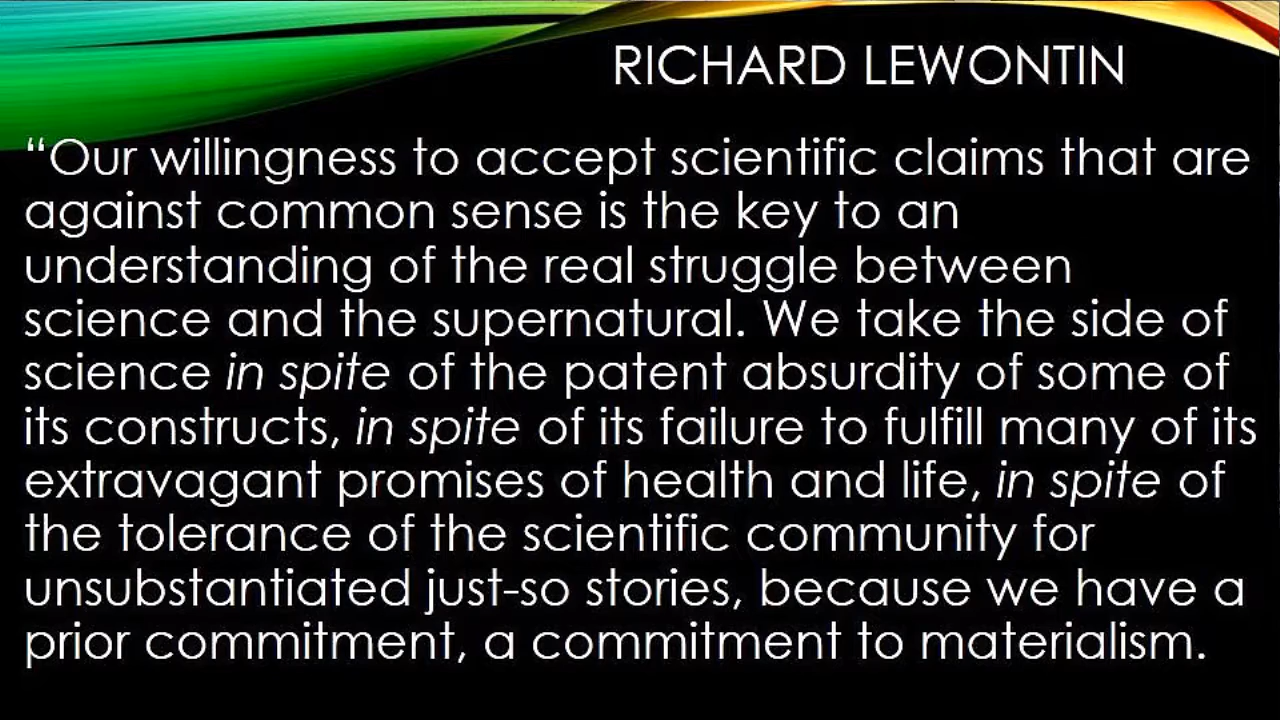 RICHARD LEWONTIN
“Our willingness to accept scientific claims that are
against common sense is the key to an
understanding of the real struggle between
science and the supernatural. We take the side of
science in spite of the patent absurdity of some of
its constructs, in spite of its failure to fulfill many of its
extravagant promises of health and life, in spite of
the tolerance of the scientific community for
unsubstantiated just-so stories, because we have a
prior commitment, a commitment to materialism.